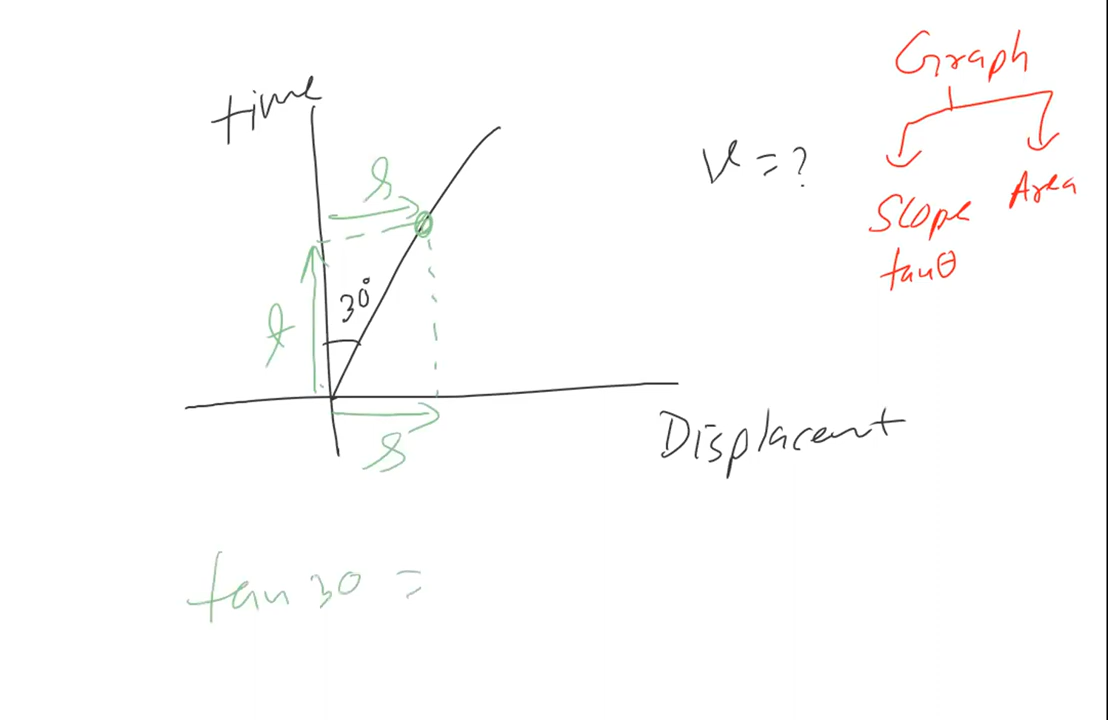 Graph
time
v = ?
Slope
Area
tanθ
s
30°
t
Displacent
s
tan 30 =